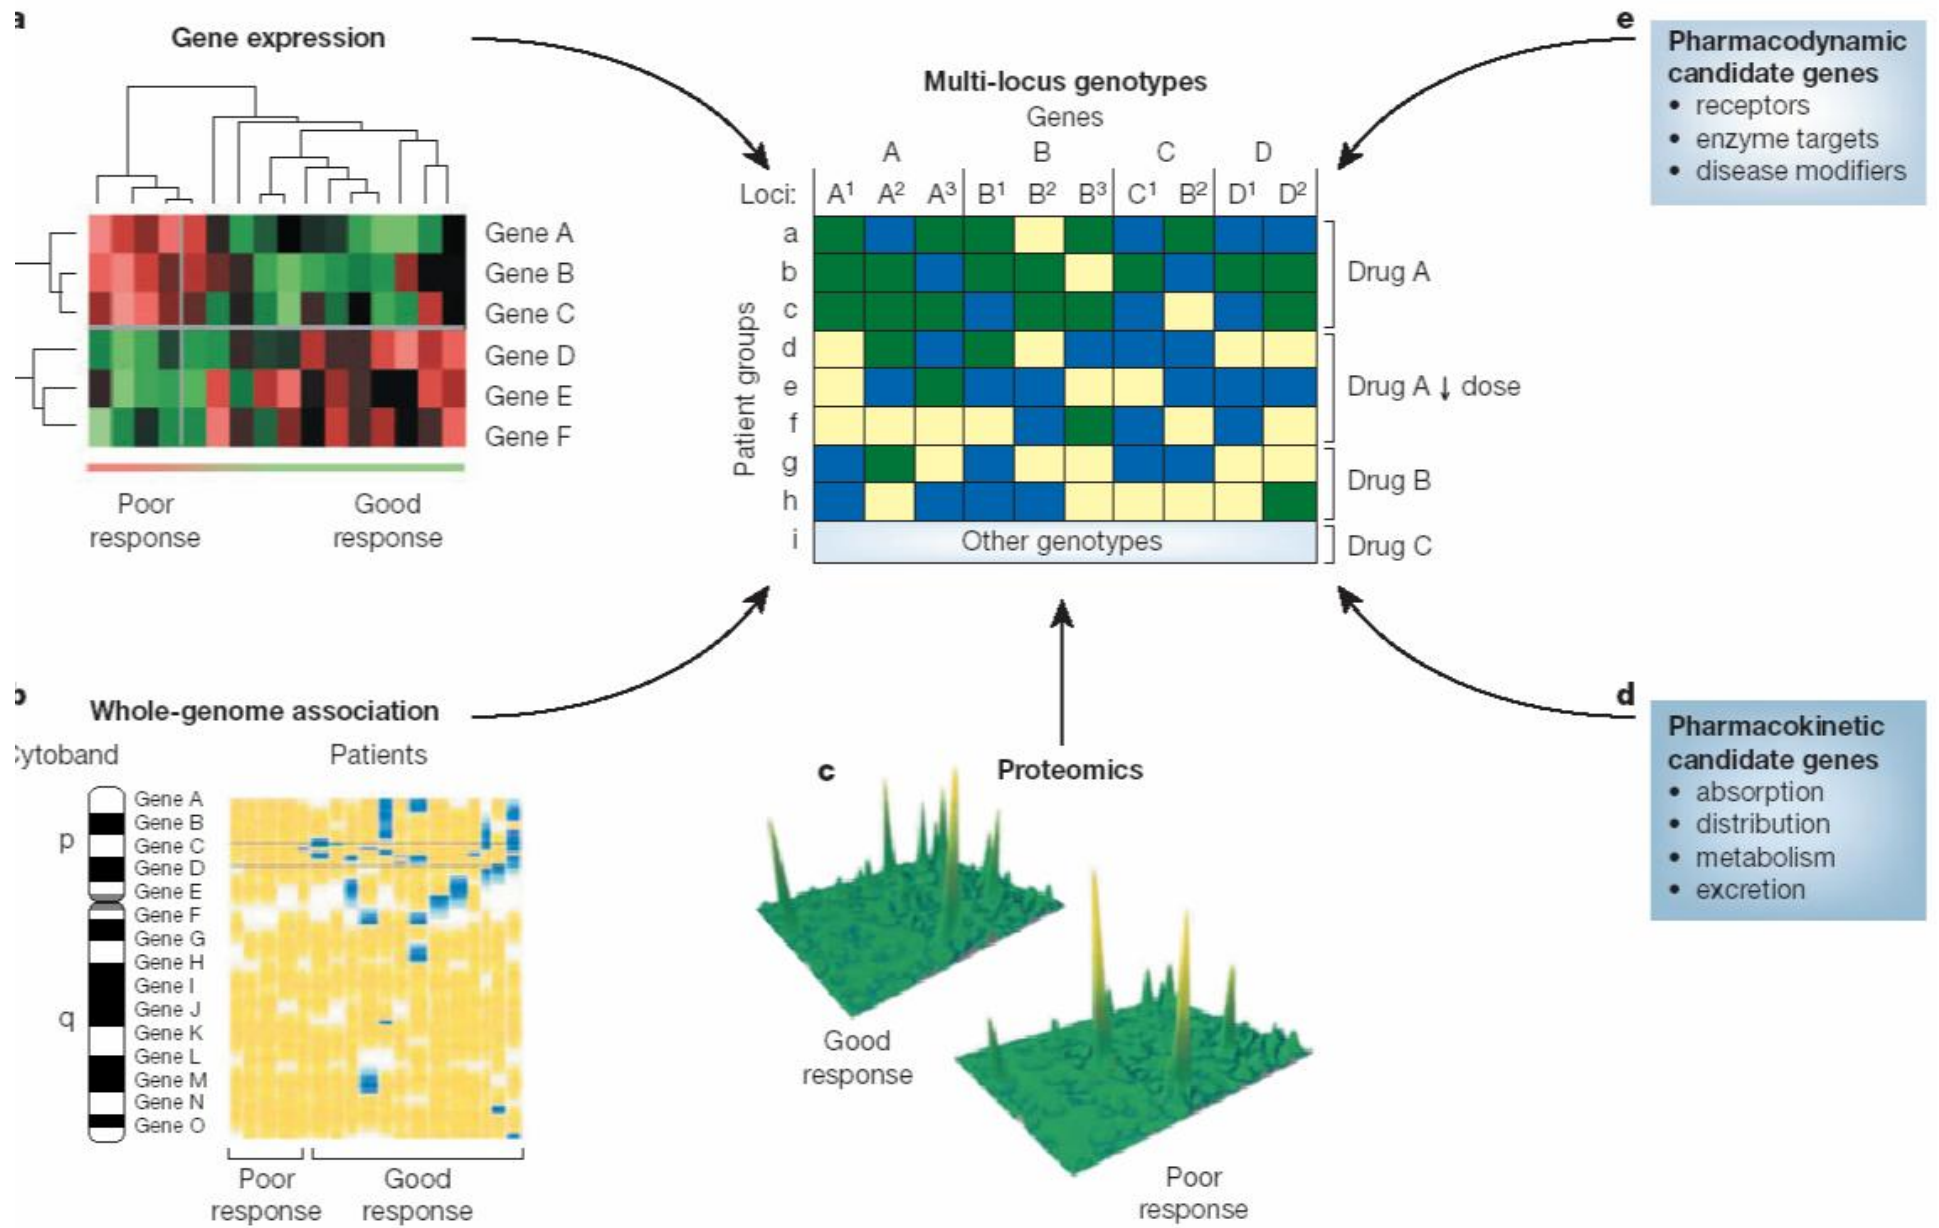 a
Gene expression
Gene A
Gene B
Gene C
Gene D
Gene E
Gene F
Poor
response
Good
response
Multi-locus genotypes
Genes
A B C D
Loci: A¹ A² A³ B¹ B² B³ C¹ B² D¹ D²
Patient groups
a
b
c
d
e
f
g
h
i
Other genotypes
Drug A
Drug A ↓ dose
Drug B
Drug C
e
Pharmacodynamic
candidate genes
• receptors
• enzyme targets
• disease modifiers
b
Whole-genome association
Cytoband
Patients
p
q
Gene A
Gene B
Gene C
Gene D
Gene E
Gene F
Gene G
Gene H
Gene I
Gene J
Gene K
Gene L
Gene M
Gene N
Gene O
Poor
response
Good
response
c
Proteomics
Good
response
Poor
response
d
Pharmacokinetic
candidate genes
• absorption
• distribution
• metabolism
• excretion